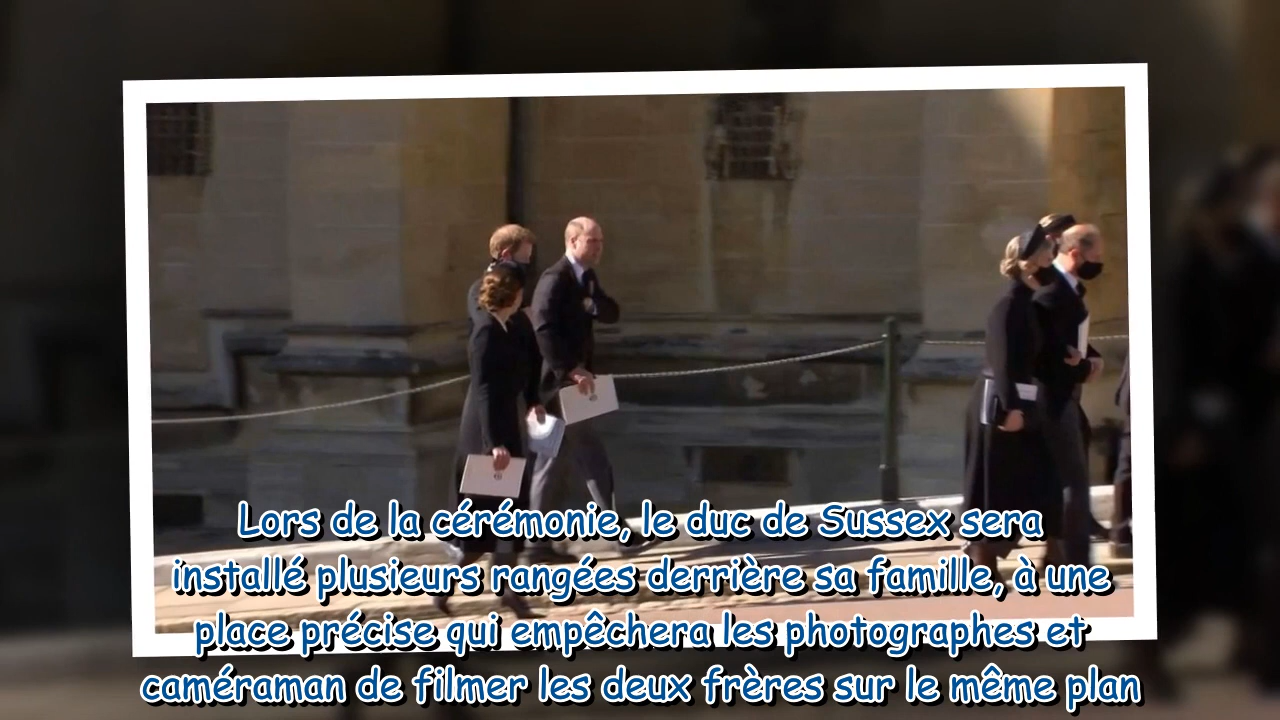 Lors de la cérémonie, le duc de Sussex sera
installé plusieurs rangées derrière sa famille, à une
place précise qui empêchera les photographes et
caméraman de filmer les deux frères sur le même plan